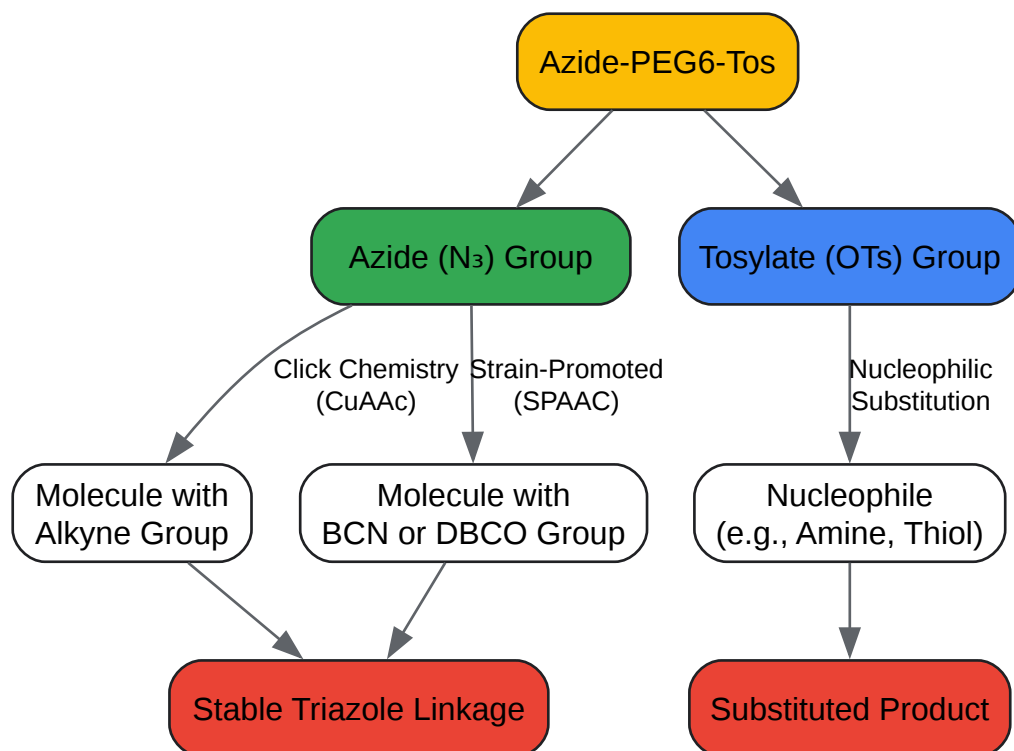 Azide-PEG6-Tos
Azide (N₃) Group
Tosylate (OTs) Group
Click Chemistry
(CuAAc)
Strain-Promoted
(SPAAC)
Nucleophilic
Substitution
Molecule with
Alkyne Group
Molecule with
BCN or DBCO Group
Nucleophile
(e.g., Amine, Thiol)
Stable Triazole Linkage
Substituted Product